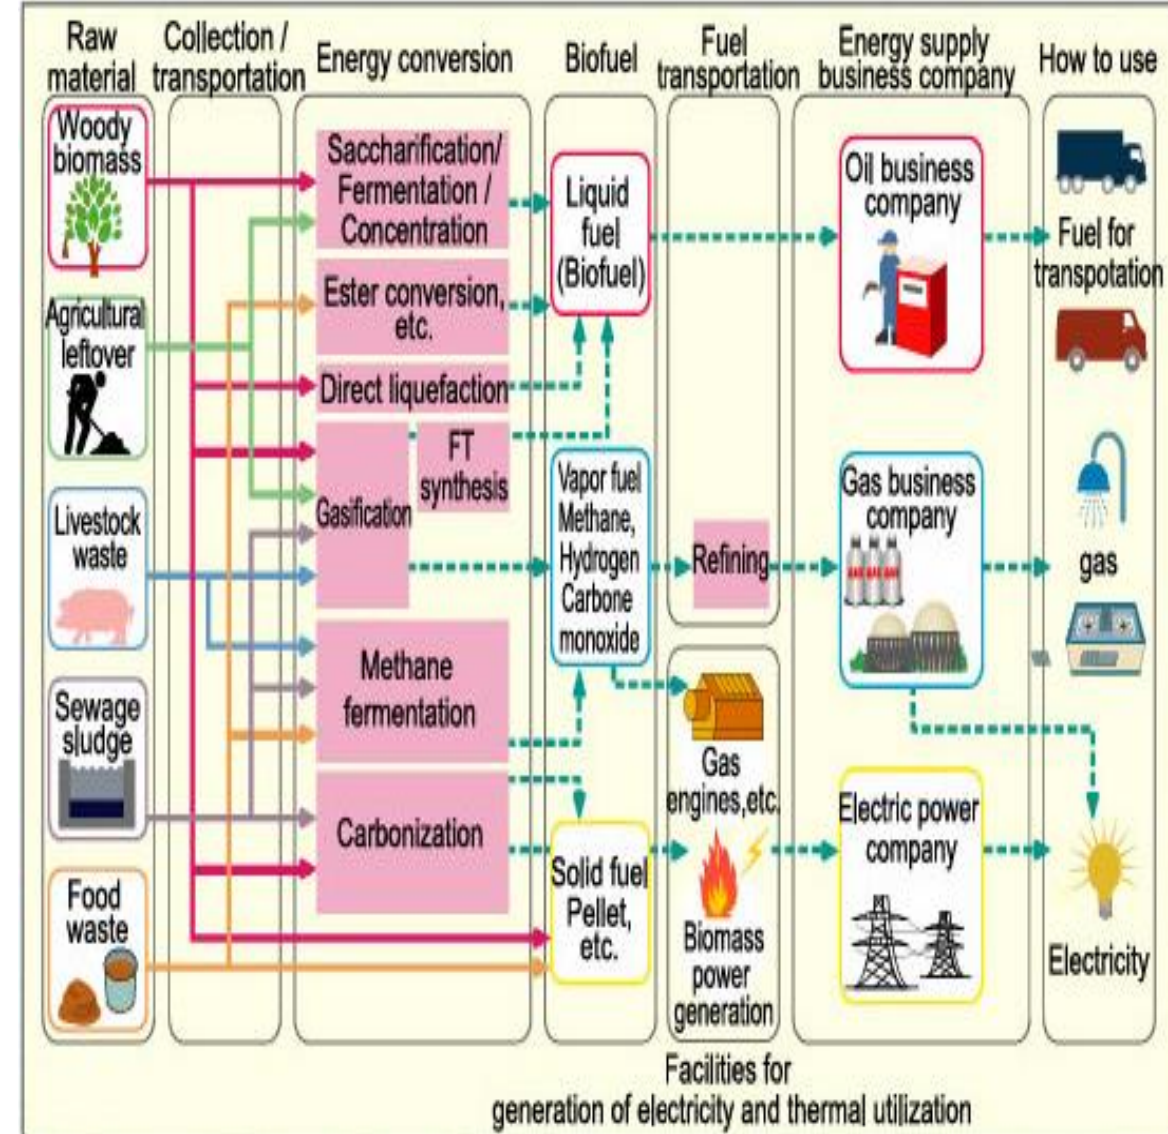 Raw
material
Collection /
transportation
Energy conversion
Biofuel
Fuel
transportation
Energy supply
business company
How to use
Woody
biomass
Agricultural
leftover
Livestock
waste
Sewage
sludge
Food
waste
Saccharification/
Fermentation /
Concentration
Ester conversion,
etc.
Direct liquefaction
Gasification
FT
synthesis
Methane
fermentation
Carbonization
Liquid
fuel
(Biofuel)
Vapor fuel
Methane,
Hydrogen
Carbone
monoxide
Solid fuel
Pellet,
etc.
Refining
Gas
engines,etc.
Biomass
power
generation
Oil business
company
Gas business
company
GAS GAS GAS
Electric power
company
Fuel for
transpotation
gas
Electricity
Facilities for
generation of electricity and thermal utilization